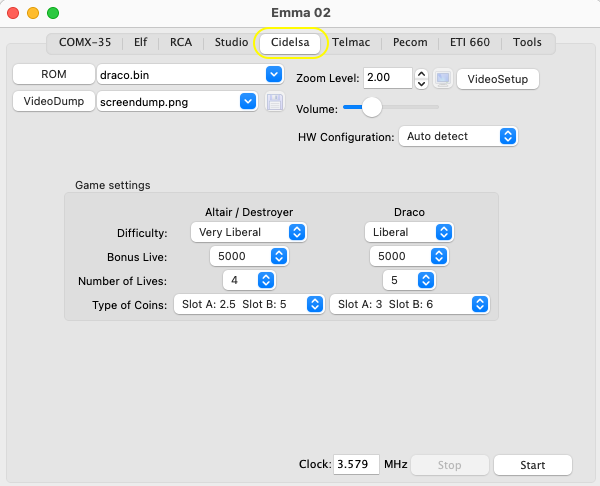 Emma 02
COMX-35 Elf RCA Studio Cidelsa Telmac Pecom ETI 660 Tools
ROM draco.bin Zoom Level: 2.00 VideoSetup
VideoDump screendump.png Volume:
HW Configuration: Auto detect
Game settings
Altair / Destroyer Draco
Difficulty: Very Liberal Liberal
Bonus Live: 5000 5000
Number of Lives: 4 5
Type of Coins: Slot A: 2.5 Slot B: 5 Slot A: 3 Slot B: 6
Clock: 3.579 MHz Stop Start